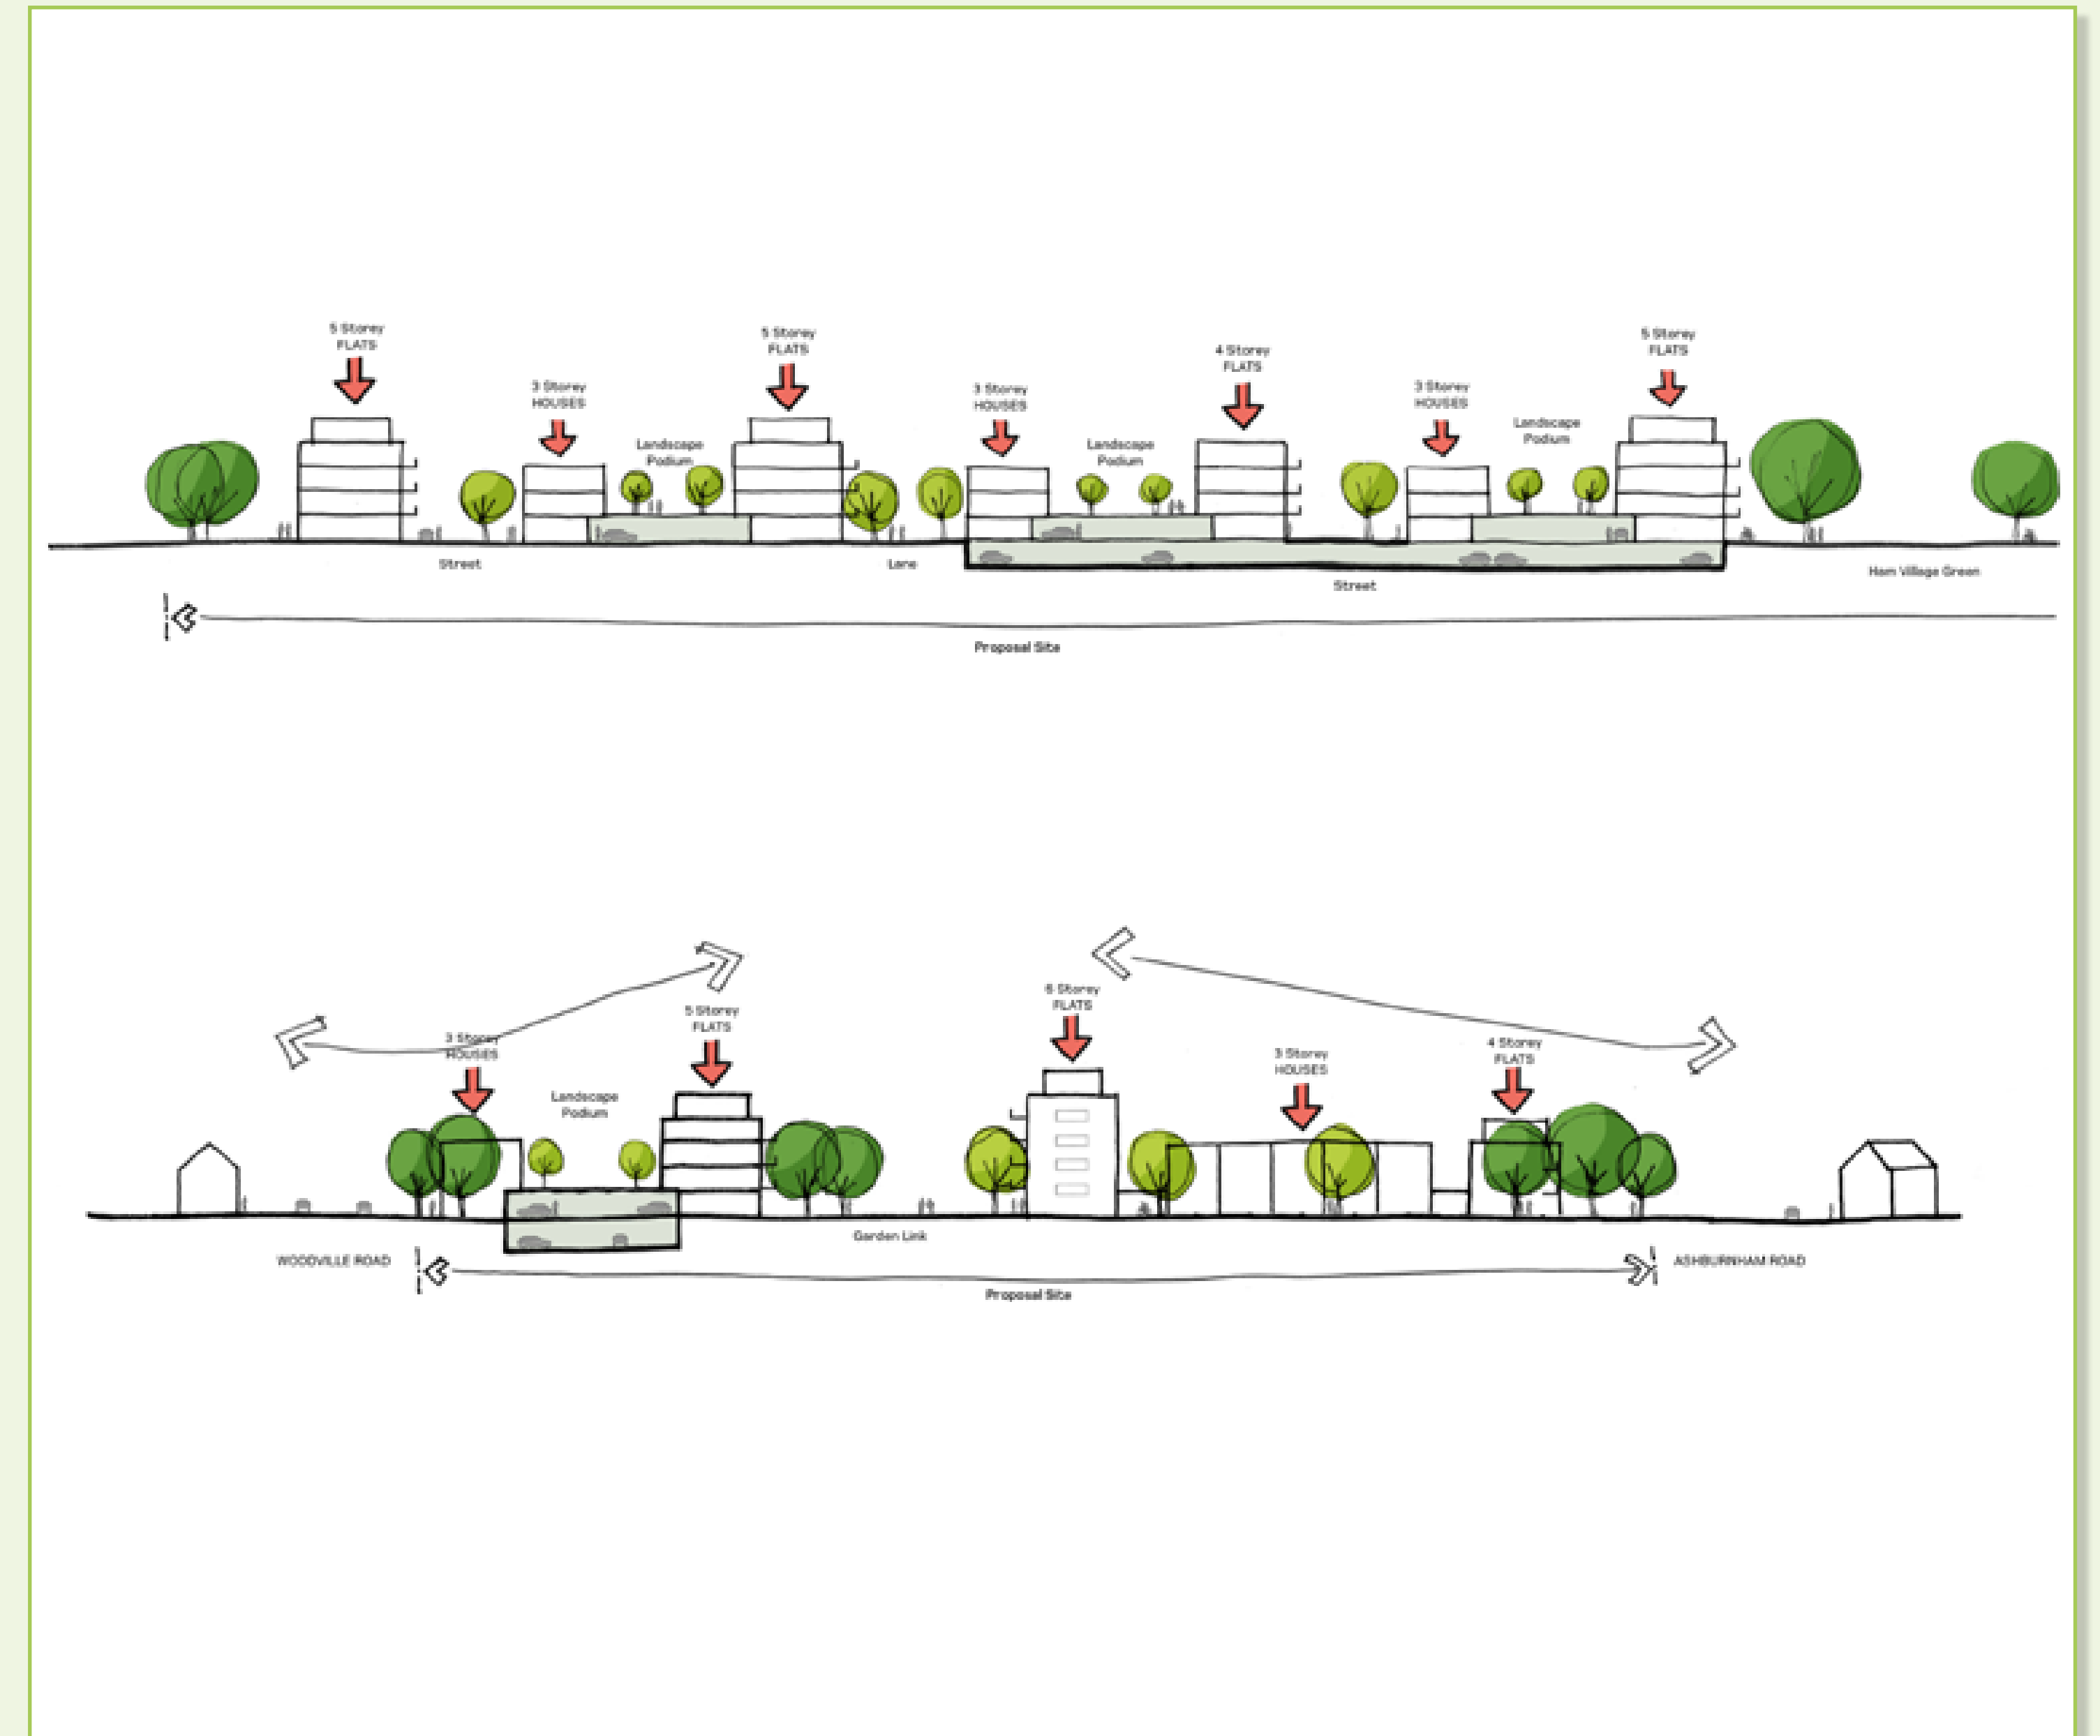 5 Storey
FLATS
3 Storey
HOUSES
Landscape
Podium
5 Storey
FLATS
3 Storey
HOUSES
Landscape
Podium
4 Storey
FLATS
3 Storey
HOUSES
Landscape
Podium
5 Storey
FLATS
Street
Lane
Street
Ham Village Green
Proposal Site
3 Storey
HOUSES
Landscape
Podium
5 Storey
FLATS
6 Storey
FLATS
3 Storey
HOUSES
4 Storey
FLATS
WOODVILLE ROAD
Garden Link
ASHBURNHAM ROAD
Proposal Site